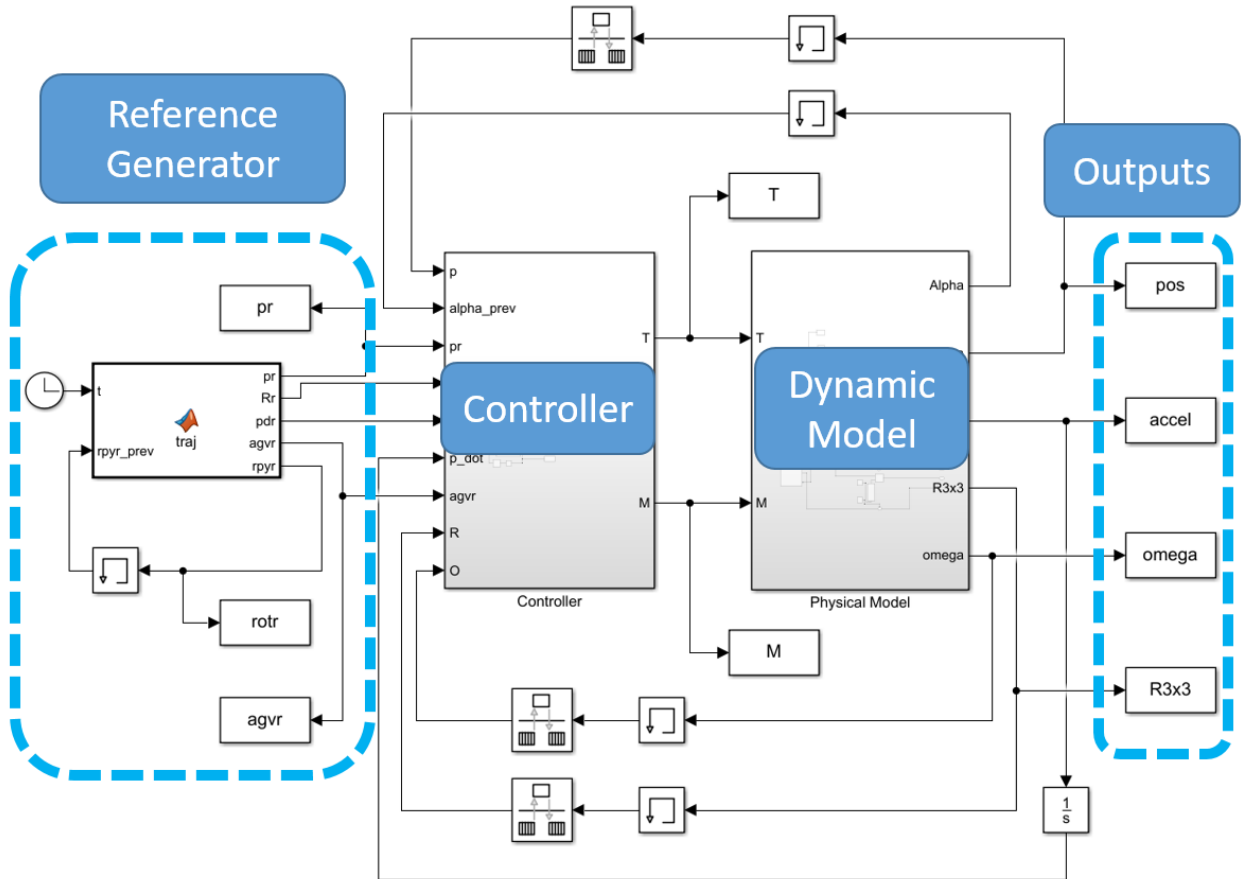 Reference
Generator
Outputs
T
p
alpha_prev
pr
T
M
p_dot
agvr
R
O
Controller
Controller
Alpha
T
Dynamic
Model
M
R3x3
omega
Physical Model
pos
accel
omega
R3x3
pr
t
rpyr_prev
traj
pr
Rr
pdr
agvr
rpyr
rotr
agvr
M
1
s